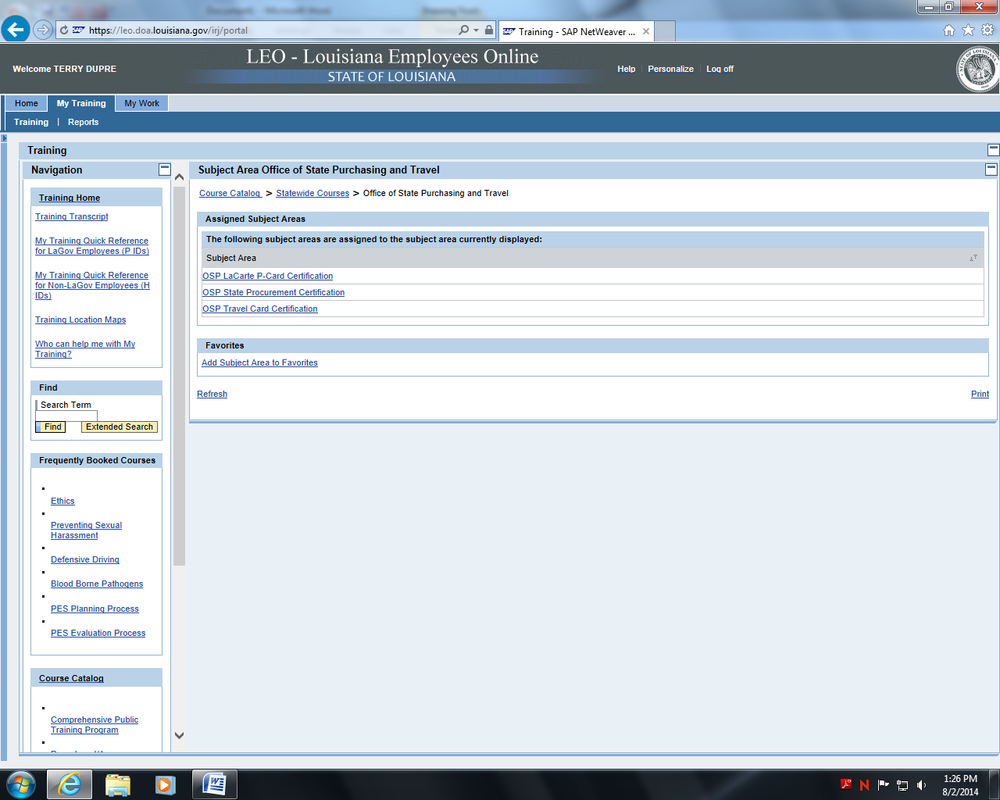 https://leo.doa.louisiana.gov/irj/portal
Training - SAP NetWeaver ...
Welcome TERRY DUPRE
LEO - Louisiana Employees Online
STATE OF LOUISIANA
Help
Personalize
Log off
Home
My Training
My Work
Training | Reports
Training
Navigation
Training Home
Training Transcript
My Training Quick Reference
for LaGov Employees (P IDs)
My Training Quick Reference
for Non-LaGov Employees (H
IDs)
Training Location Maps
Who can help me with My
Training?
Find
Search Term
Find
Extended Search
Frequently Booked Courses
Ethics
Preventing Sexual
Harassment
Defensive Driving
Blood Borne Pathogens
PES Planning Process
PES Evaluation Process
Course Catalog
Comprehensive Public
Training Program
Subject Area Office of State Purchasing and Travel
Course Catalog > Statewide Courses > Office of State Purchasing and Travel
Assigned Subject Areas
The following subject areas are assigned to the subject area currently displayed:
Subject Area
OSP LaCarte P-Card Certification
OSP State Procurement Certification
OSP Travel Card Certification
Favorites
Add Subject Area to Favorites
Refresh
Print
1:26 PM
8/2/2014